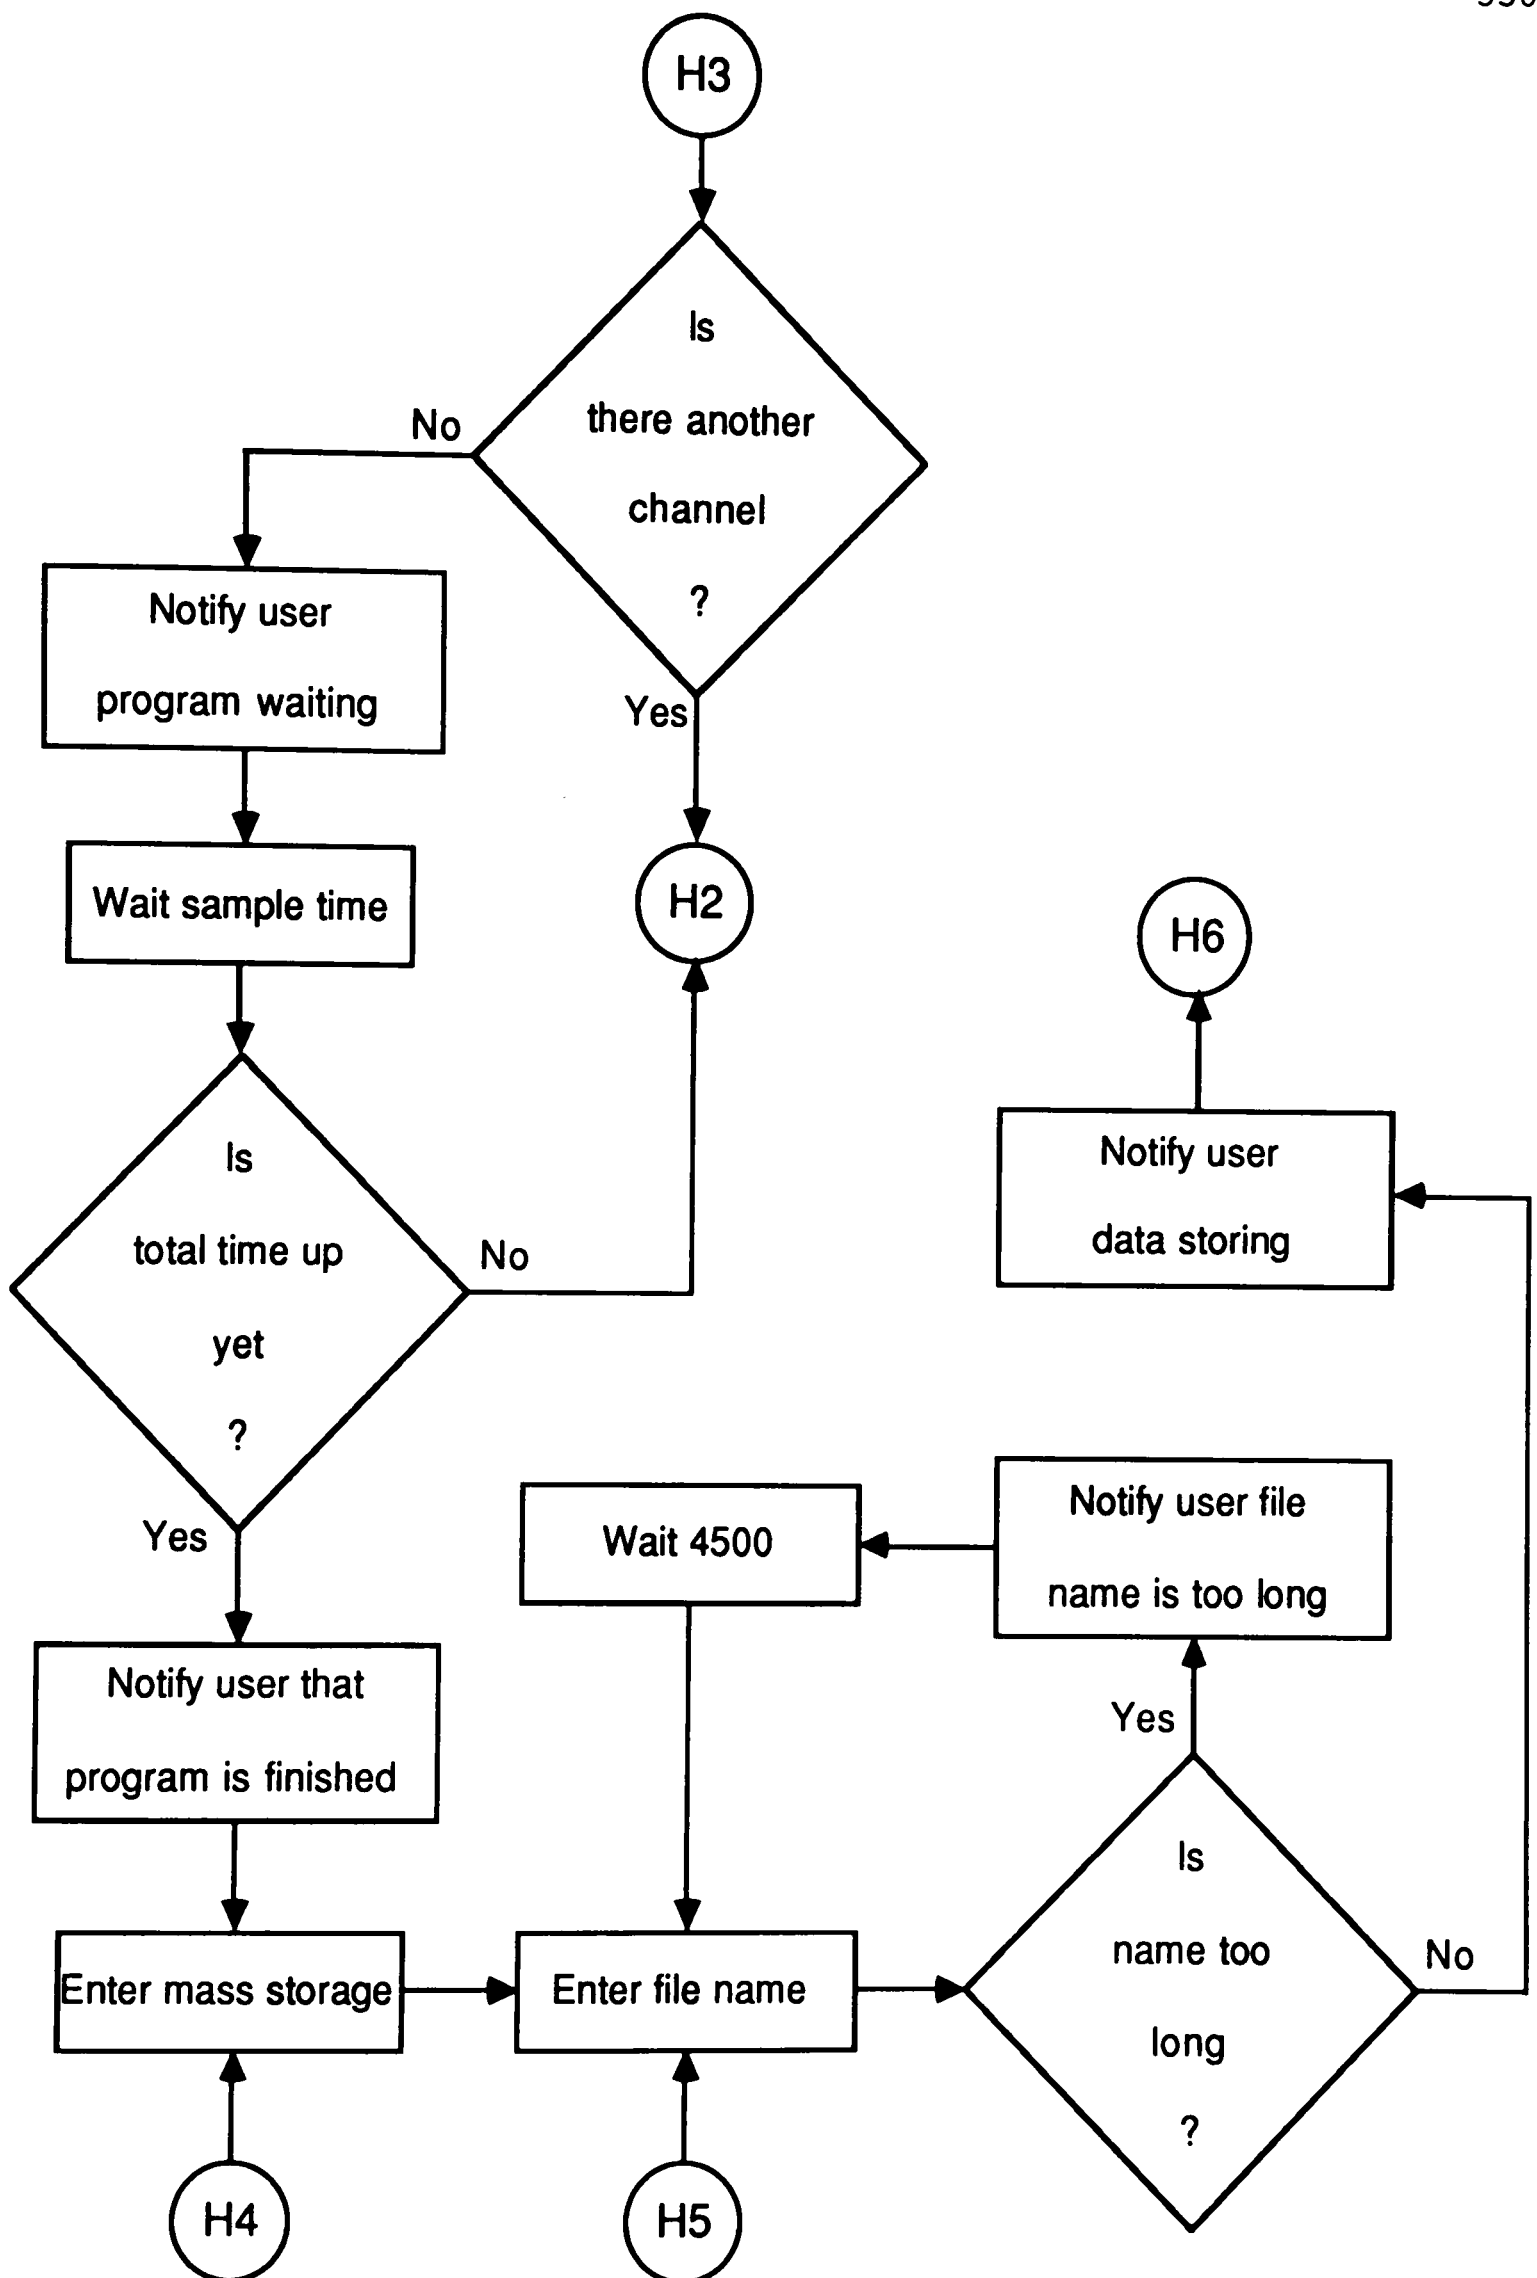 H3
Is
there another
channel
?
No
Yes
Notify user
program waiting
Wait sample time
H2
H6
Is
total time up
yet
?
No
Yes
Notify user
data storing
Notify user that
program is finished
Wait 4500
Notify user file
name is too long
Yes
Enter mass storage
Enter file name
Is
name too
long
?
No
H4
H5